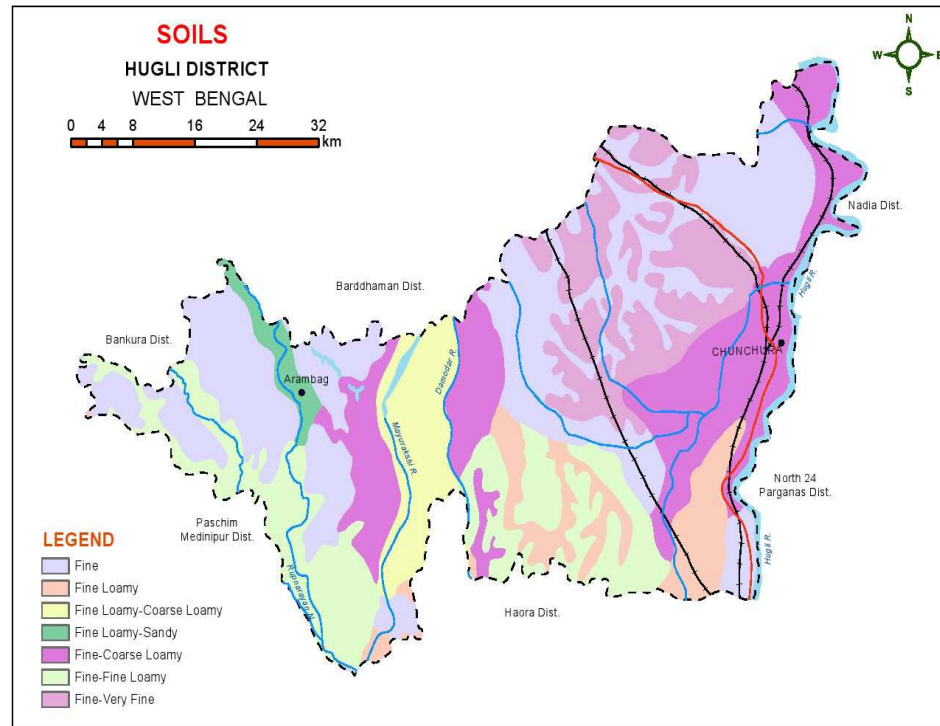 SOILS
HUGLI DISTRICT
WEST BENGAL
0 4 8 16 24 32
km
N
W E
S
Nadia Dist.
Hugli R.
Barddhaman Dist.
Bankura Dist.
CHUNCHURA
Arambag
Damodar R.
Mayurakshi R.
North 24
Parganas Dist.
Paschim
Medinipur Dist.
Hugli R.
Rupnarayan N.
Haora Dist.
LEGEND
Fine
Fine Loamy
Fine Loamy-Coarse Loamy
Fine Loamy-Sandy
Fine-Coarse Loamy
Fine-Fine Loamy
Fine-Very Fine